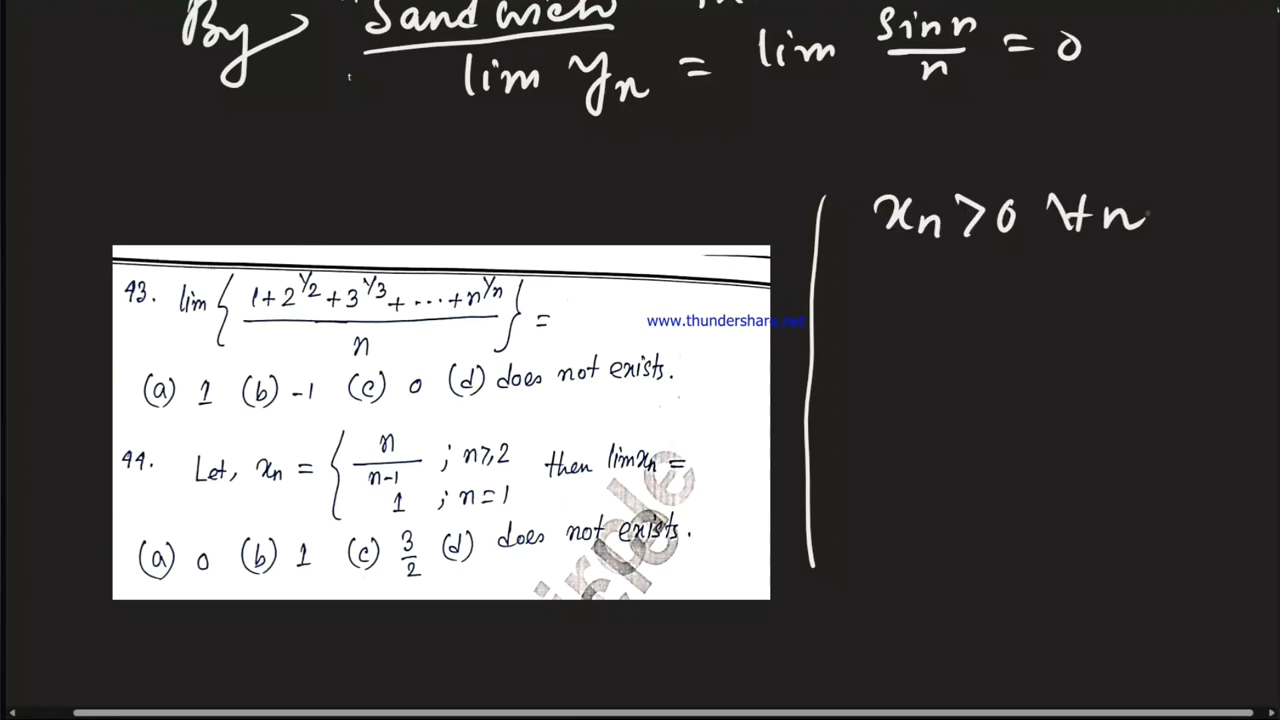 By "Sandwich"
lim yₙ = lim sin n / n = 0
xₙ > 0 ∀ n
43. lim { (1 + 2^{1/2} + 3^{1/3} + ... + n^{1/n}) / n } =
www.thundershare.net
(a) 1 (b) -1 (c) 0 (d) does not exists.
44. Let, xₙ = { n/(n-1) ; n ≥ 2 then lim xₙ =
1 ; n = 1
(a) 0 (b) 1 (c) 3/2 (d) does not exists.